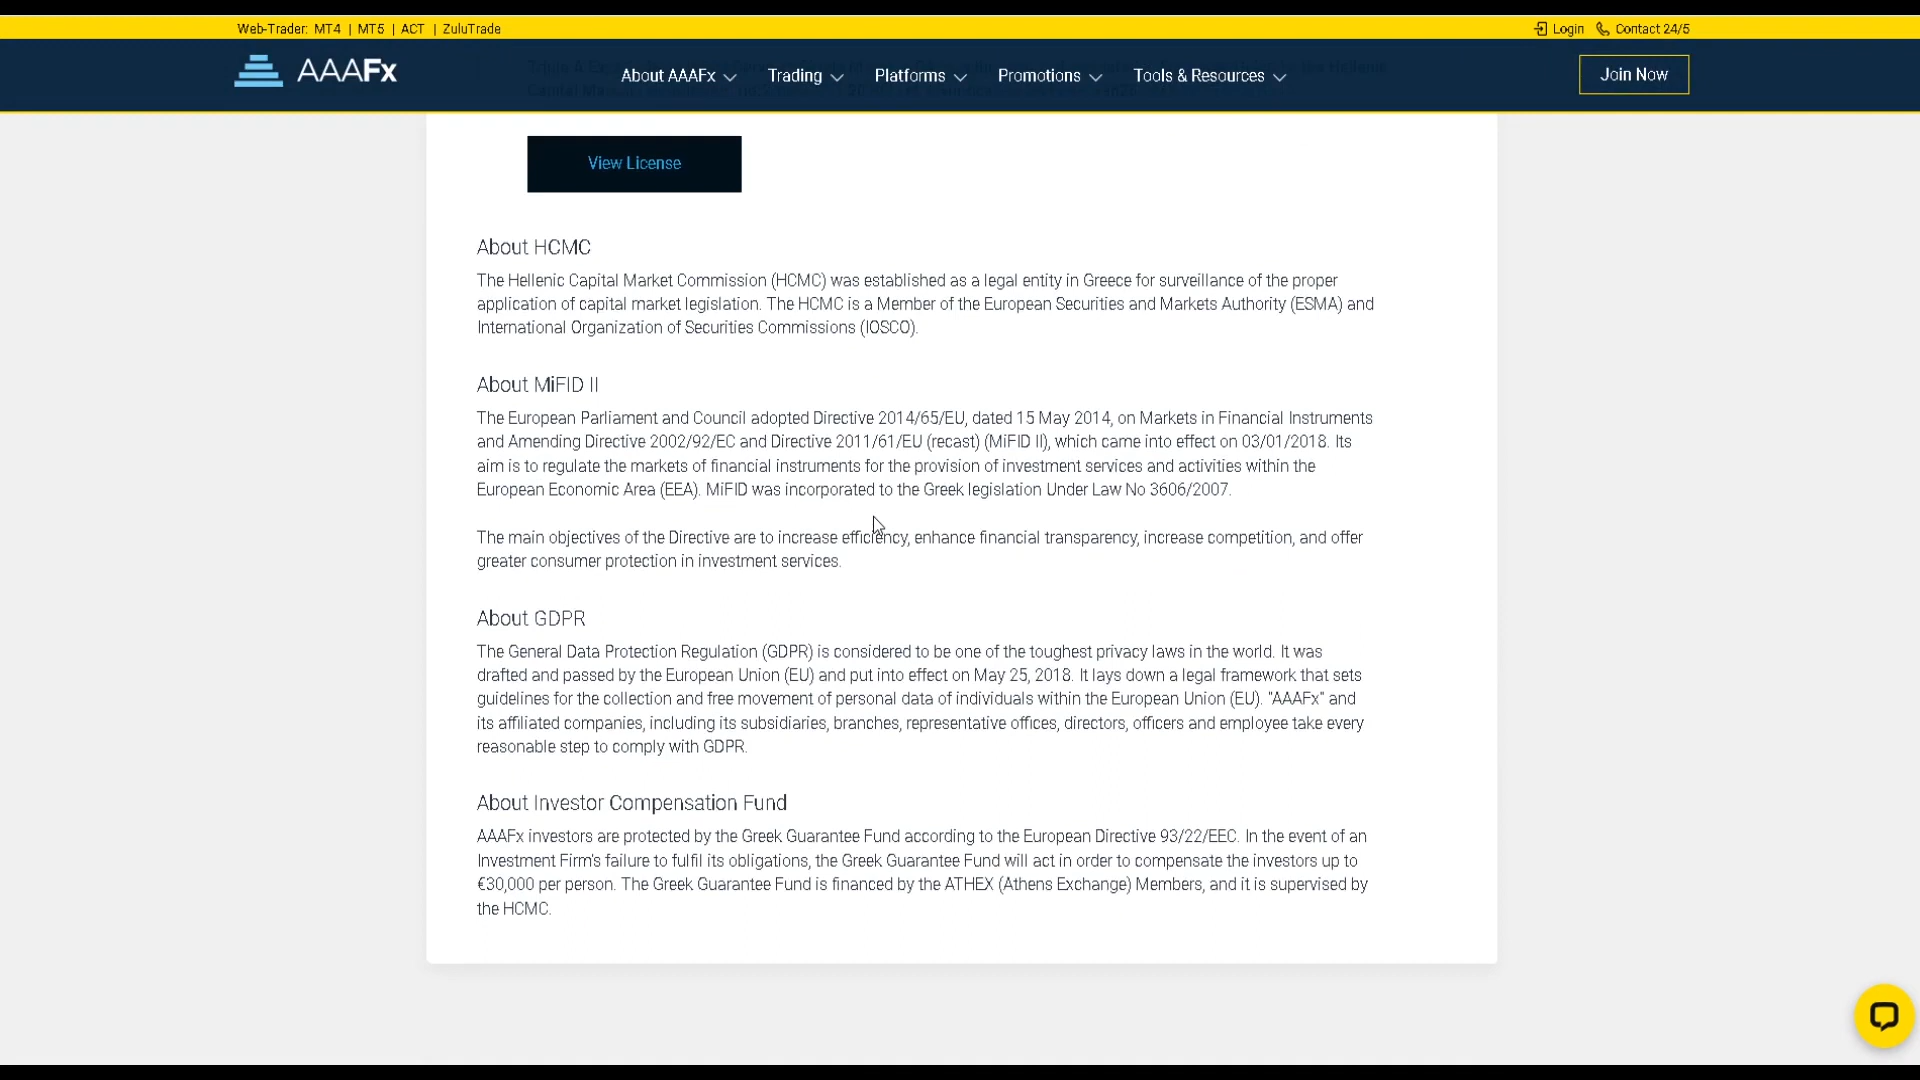 Web-Trader: MT4 | MT5 | ACT | ZuluTrade
Login Contact 24/5
AAAFx
About AAAFx Trading Platforms Promotions Tools & Resources
Join Now
View License
About HCMC
The Hellenic Capital Market Commission (HCMC) was established as a legal entity in Greece for surveillance of the proper
application of capital market legislation. The HCMC is a Member of the European Securities and Markets Authority (ESMA) and
International Organization of Securities Commissions (IOSCO).
About MiFID II
The European Parliament and Council adopted Directive 2014/65/EU, dated 15 May 2014, on Markets in Financial Instruments
and Amending Directive 2002/92/EC and Directive 2011/61/EU (recast) (MiFID II), which came into effect on 03/01/2018. Its
aim is to regulate the markets of financial instruments for the provision of investment services and activities within the
European Economic Area (EEA). MiFID was incorporated to the Greek legislation Under Law No 3606/2007.
The main objectives of the Directive are to increase efficiency, enhance financial transparency, increase competition, and offer
greater consumer protection in investment services.
About GDPR
The General Data Protection Regulation (GDPR) is considered to be one of the toughest privacy laws in the world. It was
drafted and passed by the European Union (EU) and put into effect on May 25, 2018. It lays down a legal framework that sets
guidelines for the collection and free movement of personal data of individuals within the European Union (EU). "AAAFx" and
its affiliated companies, including its subsidiaries, branches, representative offices, directors, officers and employee take every
reasonable step to comply with GDPR.
About Investor Compensation Fund
AAAFx investors are protected by the Greek Guarantee Fund according to the European Directive 93/22/EEC. In the event of an
Investment Firm's failure to fulfil its obligations, the Greek Guarantee Fund will act in order to compensate the investors up to
€30,000 per person. The Greek Guarantee Fund is financed by the ATHEX (Athens Exchange) Members, and it is supervised by
the HCMC.